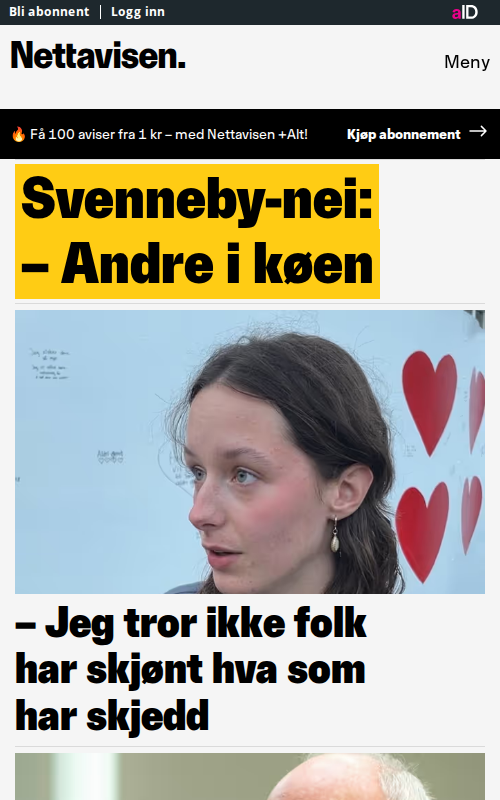 Bli abonnent | Logg inn
aID
Nettavisen.
Meny
🔥 Få 100 aviser fra 1 kr – med Nettavisen +Alt!
Kjøp abonnement →
Svenneby-nei:
– Andre i køen
– Jeg tror ikke folk
har skjønt hva som
har skjedd